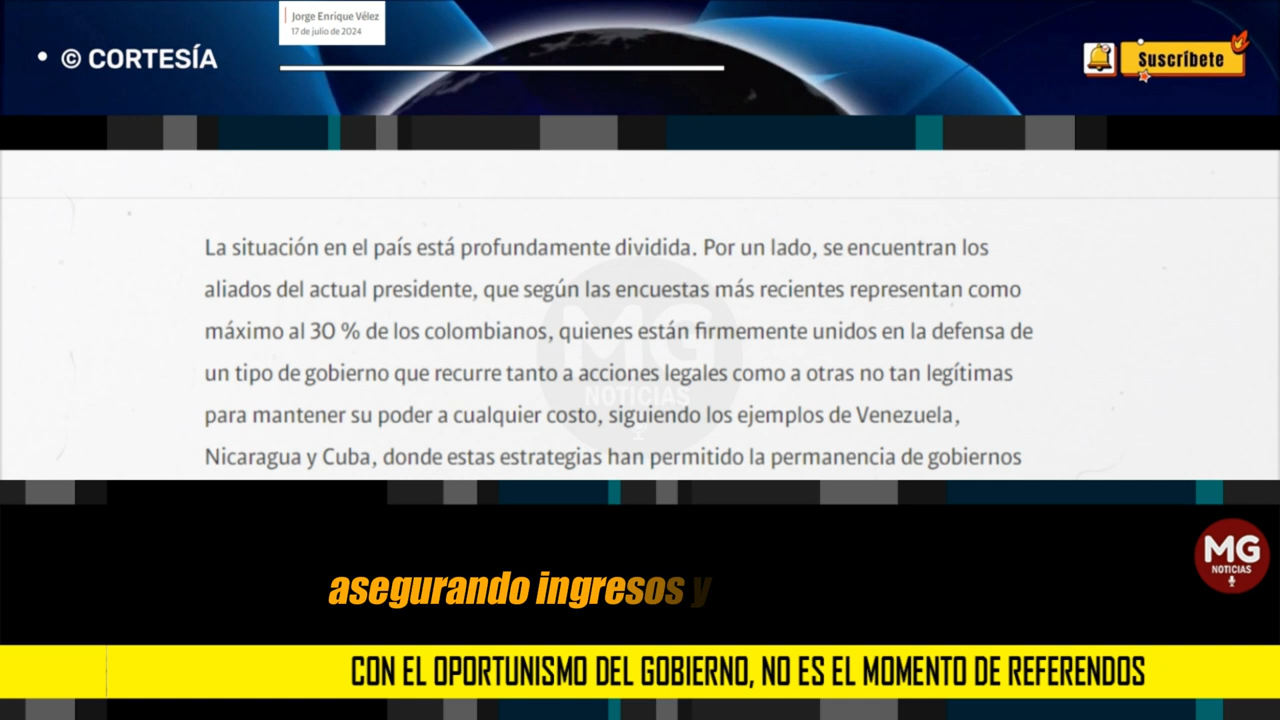 Jorge Enrique Vélez
17 de julio de 2024
• © CORTESÍA
Suscríbete
La situación en el país está profundamente dividida. Por un lado, se encuentran los
aliados del actual presidente, que según las encuestas más recientes representan como
máximo al 30 % de los colombianos, quienes están firmemente unidos en la defensa de
un tipo de gobierno que recurre tanto a acciones legales como a otras no tan legítimas
para mantener su poder a cualquier costo, siguiendo los ejemplos de Venezuela,
Nicaragua y Cuba, donde estas estrategias han permitido la permanencia de gobiernos
MG
NOTICIAS
asegurando ingresos y
MG
NOTICIAS
CON EL OPORTUNISMO DEL GOBIERNO, NO ES EL MOMENTO DE REFERENDOS